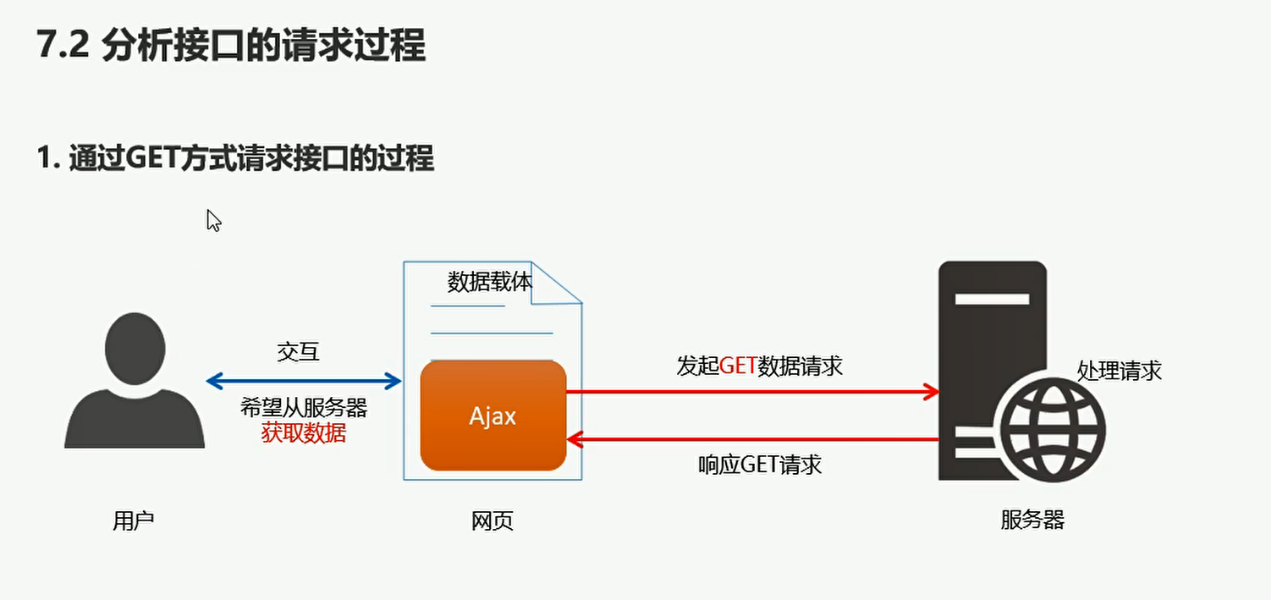 7.2 分析接口的请求过程
1. 通过GET方式请求接口的过程
数据载体
交互
发起GET数据请求
处理请求
希望从服务器
获取数据
Ajax
响应GET请求
用户
网页
服务器